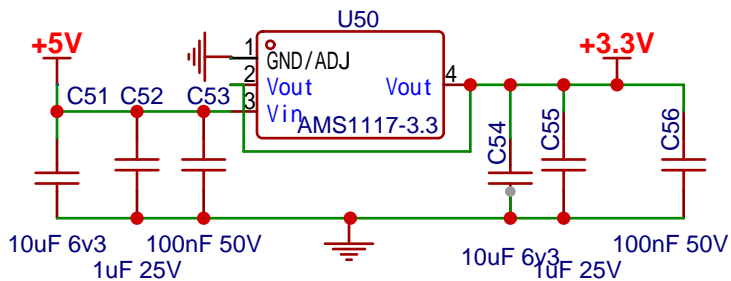 U50
+5V
+3.3V
1
GND/ADJ
2
Vout
Vout
4
3
Vin
AMS1117-3.3
C51
C52
C53
C54
C55
C56
10uF 6v3
1uF 25V
100nF 50V
10uF 6v3
1uF 25V
100nF 50V